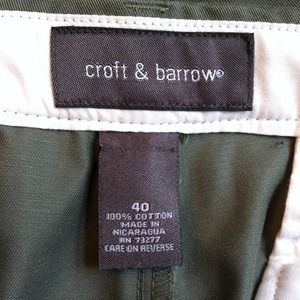 croft & barrow®
40
100% COTTON
MADE IN
NICARAGUA
RN 73277
CARE ON REVERSE